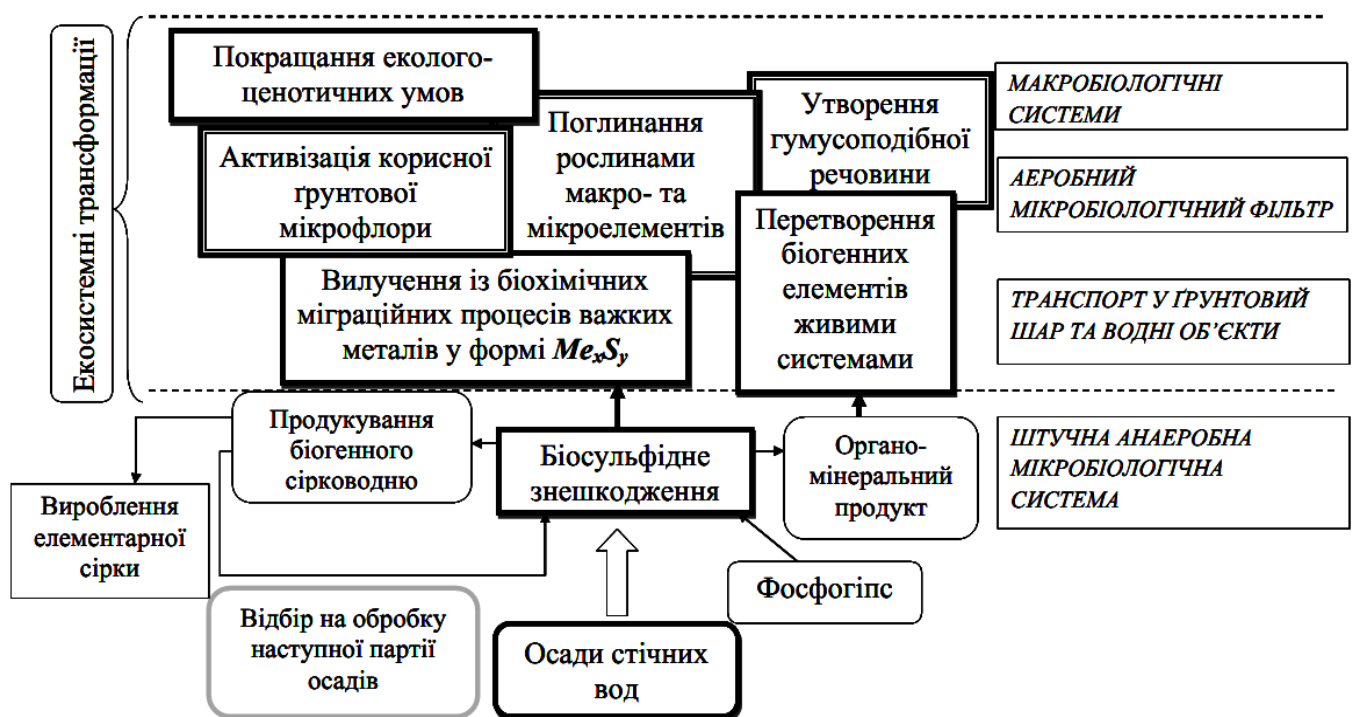 Екосистемні трансформації
Покращання еколого-
ценотичних умов
Активізація корисної
ґрунтової
мікрофлори
Поглинання
рослинами
макро- та
мікроелементів
Утворення
гумусоподібної
речовини
Вилучення із біохімічних
міграційних процесів важких
металів у формі MeₓSᵧ
Перетворення
біогенних
елементів
живими
системами
МАКРОБІОЛОГІЧНІ
СИСТЕМИ
АЕРОБНИЙ
МІКРОБІОЛОГІЧНИЙ ФІЛЬТР
ТРАНСПОРТ У ҐРУНТОВИЙ
ШАР ТА ВОДНІ ОБ’ЄКТИ
Продукування
біогенного
сірководню
Біосульфідне
знешкодження
Органо-
мінеральний
продукт
ШТУЧНА АНАЕРОБНА
МІКРОБІОЛОГІЧНА
СИСТЕМА
Вироблення
елементарної
сірки
Відбір на обробку
наступної партії
осадів
Осади стічних
вод
Фосфогіпс